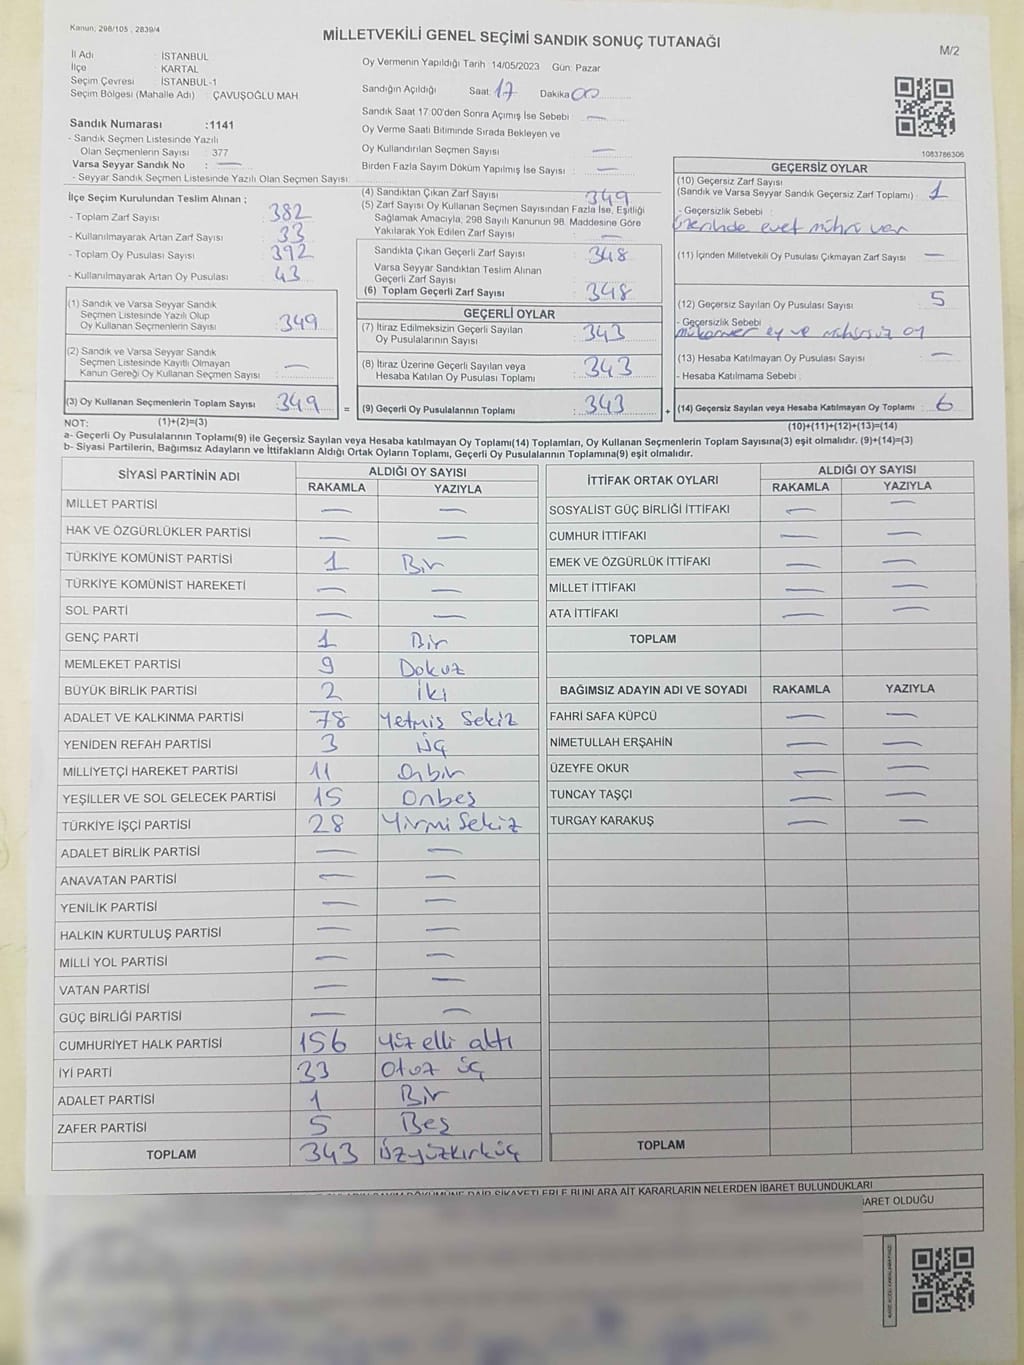 Kanun; 298/105 ; 2839/4
MİLLETVEKİLİ GENEL SEÇİMİ SANDIK SONUÇ TUTANAĞI
M/2
İl Adı : İSTANBUL
İlçe : KARTAL
Seçim Çevresi : İSTANBUL-1
Seçim Bölgesi (Mahalle Adı) : ÇAVUŞOĞLU MAH
Oy Vermenin Yapıldığı Tarih : 14/05/2023 Gün: Pazar
Sandığın Açıldığı Saat: 17 Dakika 00
Sandık Saat 17:00'den Sonra Açımış İse Sebebi —
Oy Verme Saati Bitiminde Sırada Bekleyen ve
Oy Kullandırılan Seçmen Sayısı : —
Birden Fazla Sayım Döküm Yapılmış İse Sayısı : —
Sandık Numarası : 1141
- Sandık Seçmen Listesinde Yazılı
Olan Seçmenlerin Sayısı : 377
Varsa Seyyar Sandık No : —
- Seyyar Sandık Seçmen Listesinde Yazılı Olan Seçmen Sayısı:
1083786306
İlçe Seçim Kurulundan Teslim Alınan ;
- Toplam Zarf Sayısı : 382
- Kullanılmayarak Artan Zarf Sayısı : 33
- Toplam Oy Pusulası Sayısı : 392
- Kullanılmayarak Artan Oy Pusulası : 43
(1) Sandık ve Varsa Seyyar Sandık
Seçmen Listesinde Yazılı Olup
Oy Kullanan Seçmenlerin Sayısı : 349
(2) Sandık ve Varsa Seyyar Sandık
Seçmen Listesinde Kayıtlı Olmayan
Kanun Gereği Oy Kullanan Seçmen Sayısı : —
(3) Oy Kullanan Seçmenlerin Toplam Sayısı : 349 =
(1)+(2)=(3)
(4) Sandıktan Çıkan Zarf Sayısı : 349
(5) Zarf Sayısı Oy Kullanan Seçmen Sayısından Fazla İse, Eşitliği
Sağlamak Amacıyla, 298 Sayılı Kanunun 98. Maddesine Göre
Yakılarak Yok Edilen Zarf Sayısı : —
Sandıkta Çıkan Geçerli Zarf Sayısı : 348
Varsa Seyyar Sandıktan Teslim Alınan
Geçerli Zarf Sayısı :
(6) Toplam Geçerli Zarf Sayısı : 348
GEÇERLİ OYLAR
(7) İtiraz Edilmeksizin Geçerli Sayılan
Oy Pusulalarının Sayısı : 343
(8) İtiraz Üzerine Geçerli Sayılan veya
Hesaba Katılan Oy Pusulası Toplamı : 343
(9) Geçerli Oy Pusulalarının Toplamı : 343 +
GEÇERSİZ OYLAR
(10) Geçersiz Zarf Sayısı
(Sandık ve Varsa Seyyar Sandık Geçersiz Zarf Toplamı) : 1
- Geçersizlik Sebebi :
üzerinde evet mührü var
(11) İçinden Milletvekili Oy Pusulası Çıkmayan Zarf Sayısı : —
(12) Geçersiz Sayılan Oy Pusulası Sayısı : 5
- Geçersizlik Sebebi :
mükerrer oy ve mühürsüz oy
(13) Hesaba Katılmayan Oy Pusulası Sayısı : —
- Hesaba Katılmama Sebebi :
(14) Geçersiz Sayılan veya Hesaba Katılmayan Oy Toplamı : 6
(10)+(11)+(12)+(13)=(14)
NOT:
a- Geçerli Oy Pusulalarının Toplamı(9) ile Geçersiz Sayılan veya Hesaba katılmayan Oy Toplamı(14) Toplamları, Oy Kullanan Seçmenlerin Toplam Sayısına(3) eşit olmalıdır. (9)+(14)=(3)
b- Siyasi Partilerin, Bağımsız Adayların ve İttifakların Aldığı Ortak Oyların Toplamı, Geçerli Oy Pusulalarının Toplamına(9) eşit olmalıdır.
SİYASİ PARTİNİN ADI ALDIĞI OY SAYISI
RAKAMLA YAZIYLA
MİLLET PARTİSİ — —
HAK VE ÖZGÜRLÜKLER PARTİSİ — —
TÜRKİYE KOMÜNİST PARTİSİ 1 Bir
TÜRKİYE KOMÜNİST HAREKETİ — —
SOL PARTİ — —
GENÇ PARTİ 1 Bir
MEMLEKET PARTİSİ 9 Dokuz
BÜYÜK BİRLİK PARTİSİ 2 İki
ADALET VE KALKINMA PARTİSİ 78 Yetmiş Sekiz
YENİDEN REFAH PARTİSİ 3 Üç
MİLLİYETÇİ HAREKET PARTİSİ 11 Onbir
YEŞİLLER VE SOL GELECEK PARTİSİ 15 Onbeş
TÜRKİYE İŞÇİ PARTİSİ 28 Yirmi Sekiz
ADALET BİRLİK PARTİSİ — —
ANAVATAN PARTİSİ — —
YENİLİK PARTİSİ — —
HALKIN KURTULUŞ PARTİSİ — —
MİLLİ YOL PARTİSİ — —
VATAN PARTİSİ — —
GÜÇ BİRLİĞİ PARTİSİ — —
CUMHURİYET HALK PARTİSİ 156 Yüz elli altı
İYİ PARTİ 33 Otuz üç
ADALET PARTİSİ 1 Bir
ZAFER PARTİSİ 5 Beş
TOPLAM 343 Üçyüzkırküç
İTTİFAK ORTAK OYLARI ALDIĞI OY SAYISI
RAKAMLA YAZIYLA
SOSYALİST GÜÇ BİRLİĞİ İTTİFAKI — —
CUMHUR İTTİFAKI — —
EMEK VE ÖZGÜRLÜK İTTİFAKI — —
MİLLET İTTİFAKI — —
ATA İTTİFAKI — —
TOPLAM
BAĞIMSIZ ADAYIN ADI VE SOYADI RAKAMLA YAZIYLA
FAHRİ SAFA KÜPCÜ — —
NİMETULLAH ERŞAHİN — —
ÜZEYFE OKUR — —
TUNCAY TAŞÇI — —
TURGAY KARAKUŞ — —
TOPLAM
DAİR ŞİKAYETLERLE BUNLARA AİT KARARLARIN NELERDEN İBARET BULUNDUKLARI
BARET OLDUĞU